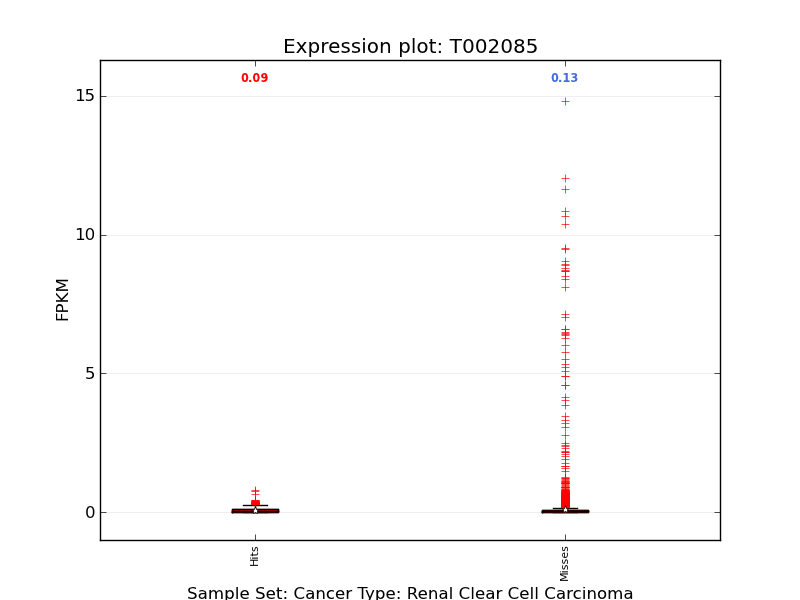 Expression plot: T002085
0.09
0.13
15
10
5
0
FPKM
Hits
Misses
Sample Set: Cancer Type: Renal Clear Cell Carcinoma